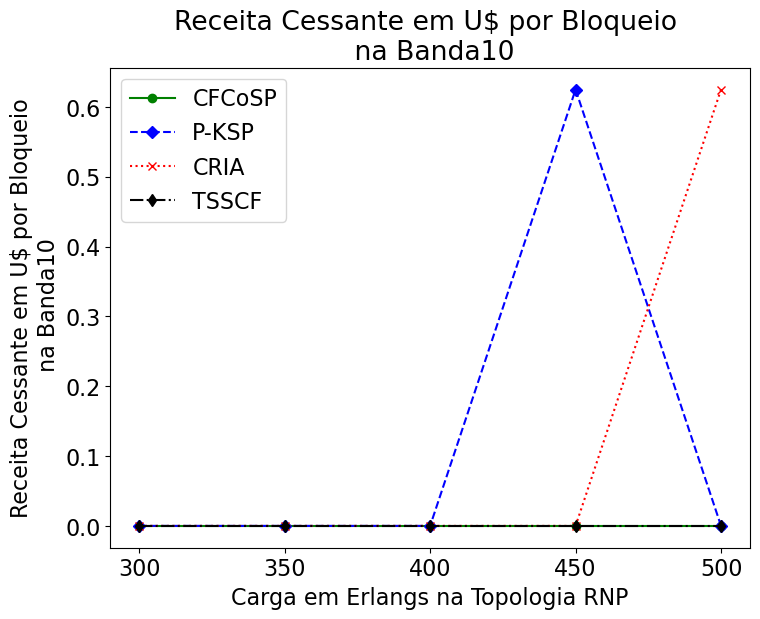 Receita Cessante em U$ por Bloqueio
na Banda10
CFCoSP
P-KSP
CRIA
TSSCF
Receita Cessante em U$ por Bloqueio
na Banda10
0.6
0.5
0.4
0.3
0.2
0.1
0.0
300
350
400
450
500
Carga em Erlangs na Topologia RNP